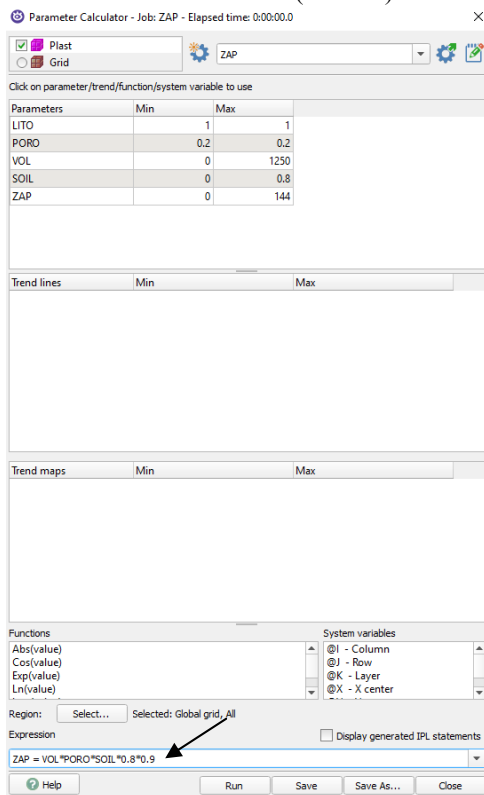 Parameter Calculator - Job: ZAP - Elapsed time: 0:00:00.0
Plast
Grid
ZAP
Click on parameter/trend/function/system variable to use
Parameters Min Max
LITO 1 1
PORO 0.2 0.2
VOL 0 1250
SOIL 0 0.8
ZAP 0 144
Trend lines Min Max
Trend maps Min Max
Functions System variables
Abs(value) @I - Column
Cos(value) @J - Row
Exp(value) @K - Layer
Ln(value) @X - X center
Region: Select... Selected: Global grid, All
Expression Display generated IPL statements
ZAP = VOL*PORO*SOIL*0.8*0.9
Help Run Save Save As... Close